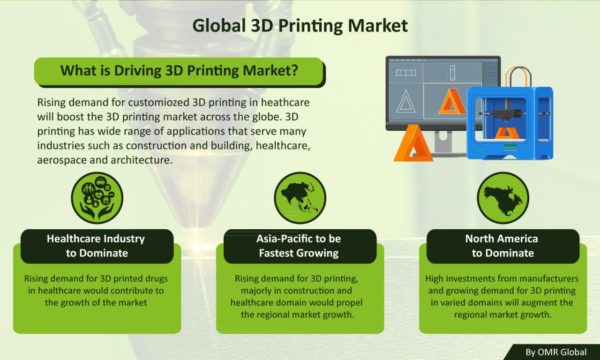 Global 3D Printing Market
What is Driving 3D Printing Market?
Rising demand for customiozed 3D printing in heathcare
will boost the 3D printing market across the globe. 3D
printing has wide range of applications that serve many
industries such as construction and building, healthcare,
aerospace and architecture.
Healthcare Industry
to Dominate
Rising demand for 3D printed drugs
in healthcare would contribute to
the growth of the market
Asia-Pacific to be
Fastest Growing
Rising demand for 3D printing,
majorly in construction and
healthcare domain would propel
the regional market growth.
North America
to Dominate
High investments from manufacturers
and growing demand for 3D printing
in varied domains will augment the
regional market growth.
By OMR Global